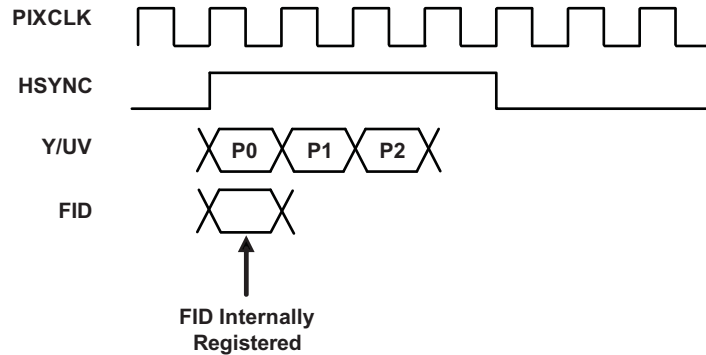 PIXCLK
HSYNC
Y/UV
P0 P1 P2
FID
FID Internally
Registered